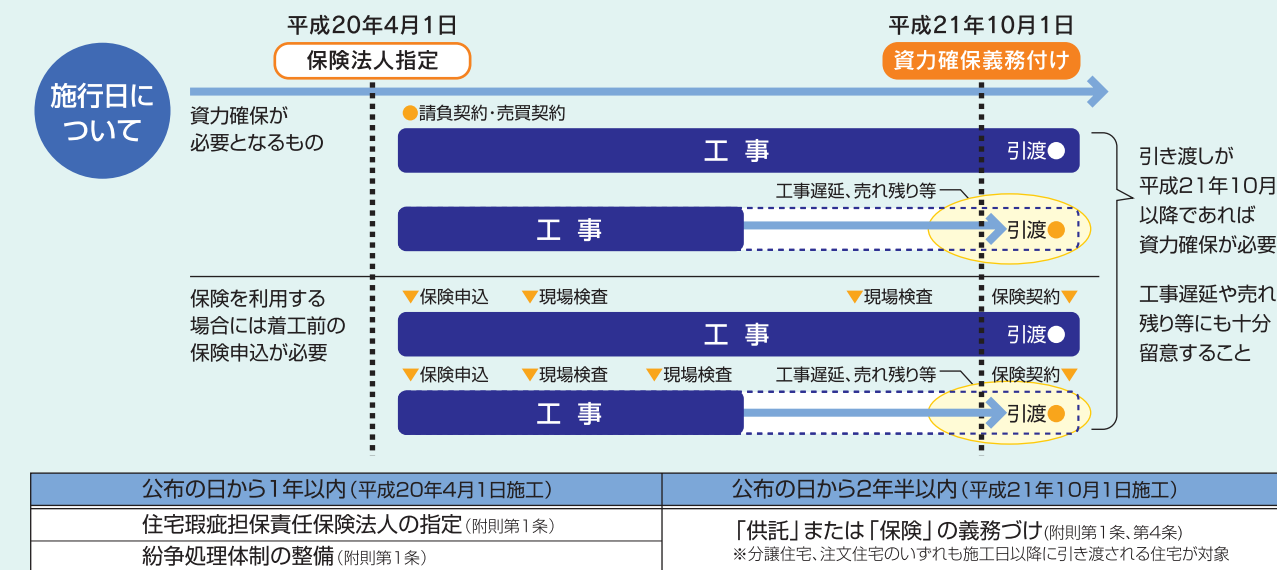 平成20年4月1日
平成21年10月1日
保険法人指定
資力確保義務付け
施行日に
ついて
資力確保が
必要となるもの
●請負契約・売買契約
工事
引渡●
工事遅延、売れ残り等
工事
引渡●
引き渡しが
平成21年10月
以降であれば
資力確保が必要
保険を利用する
場合には着工前の
保険申込が必要
▼保険申込 ▼現場検査 ▼現場検査 保険契約▼
工事
引渡●
▼保険申込 ▼現場検査 ▼現場検査 工事遅延、売れ残り等 保険契約▼
工事
引渡●
工事遅延や売れ
残り等にも十分
留意すること
公布の日から1年以内(平成20年4月1日施工)
公布の日から2年半以内(平成21年10月1日施工)
住宅瑕疵担保責任保険法人の指定(附則第1条)
紛争処理体制の整備(附則第1条)
「供託」または「保険」の義務づけ(附則第1条、第4条)
※分譲住宅、注文住宅のいずれも施工日以降に引き渡される住宅が対象